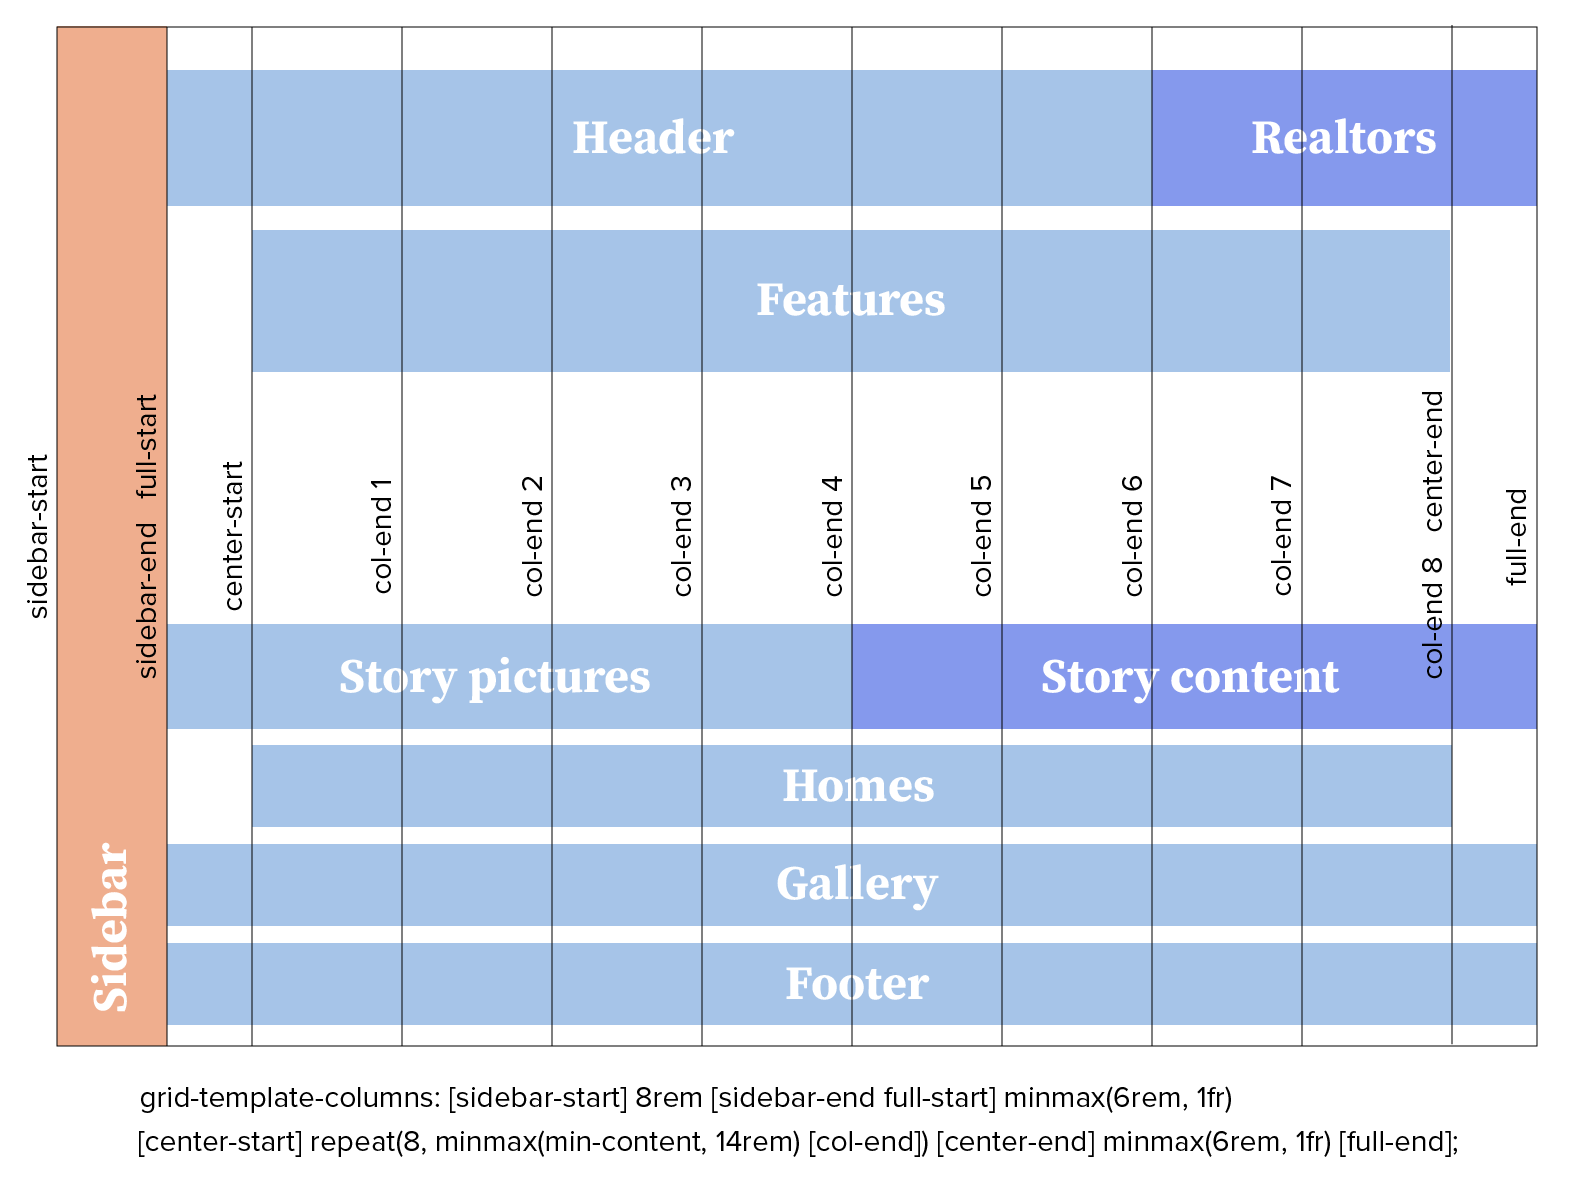 Header
Realtors
Features
sidebar-start
sidebar-end full-start
center-start
col-end 1
col-end 2
col-end 3
col-end 4
col-end 5
col-end 6
col-end 7
col-end 8 center-end
full-end
Story pictures
Story content
Homes
Gallery
Sidebar
Footer
grid-template-columns: [sidebar-start] 8rem [sidebar-end full-start] minmax(6rem, 1fr)
[center-start] repeat(8, minmax(min-content, 14rem) [col-end]) [center-end] minmax(6rem, 1fr) [full-end];